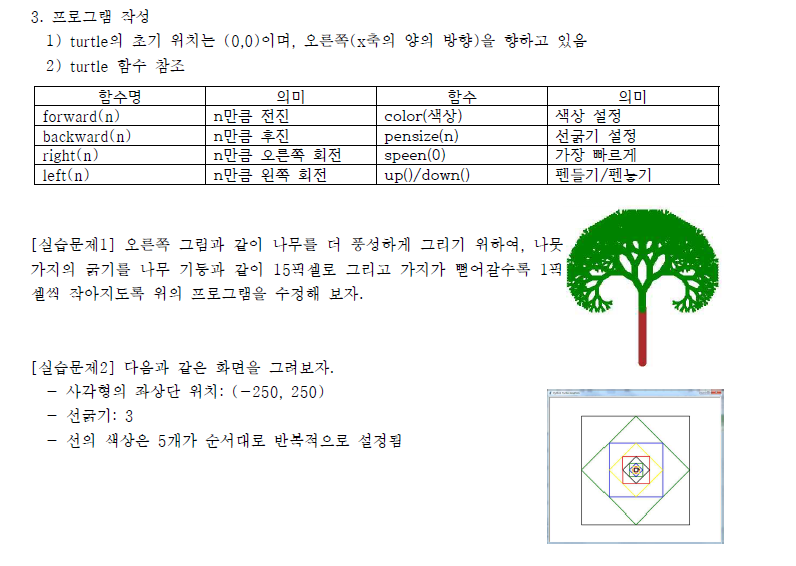 3. 프로그램 작성
1) turtle의 초기 위치는 (0,0)이며, 오른쪽(x축의 양의 방향)을 향하고 있음
2) turtle 함수 참조
함수명 의미 함수 의미
forward(n) n만큼 전진 color(색상) 색상 설정
backward(n) n만큼 후진 pensize(n) 선굵기 설정
right(n) n만큼 오른쪽 회전 speen(0) 가장 빠르게
left(n) n만큼 왼쪽 회전 up()/down() 펜들기/펜놓기
[실습문제1] 오른쪽 그림과 같이 나무를 더 풍성하게 그리기 위하여, 나뭇
가지의 굵기를 나무 기둥과 같이 15픽셀로 그리고 가지가 뻗어갈수록 1픽
셀씩 작아지도록 위의 프로그램을 수정해 보자.
[실습문제2] 다음과 같은 화면을 그려보자.
- 사각형의 좌상단 위치: (-250, 250)
- 선굵기: 3
- 선의 색상은 5개가 순서대로 반복적으로 설정됨